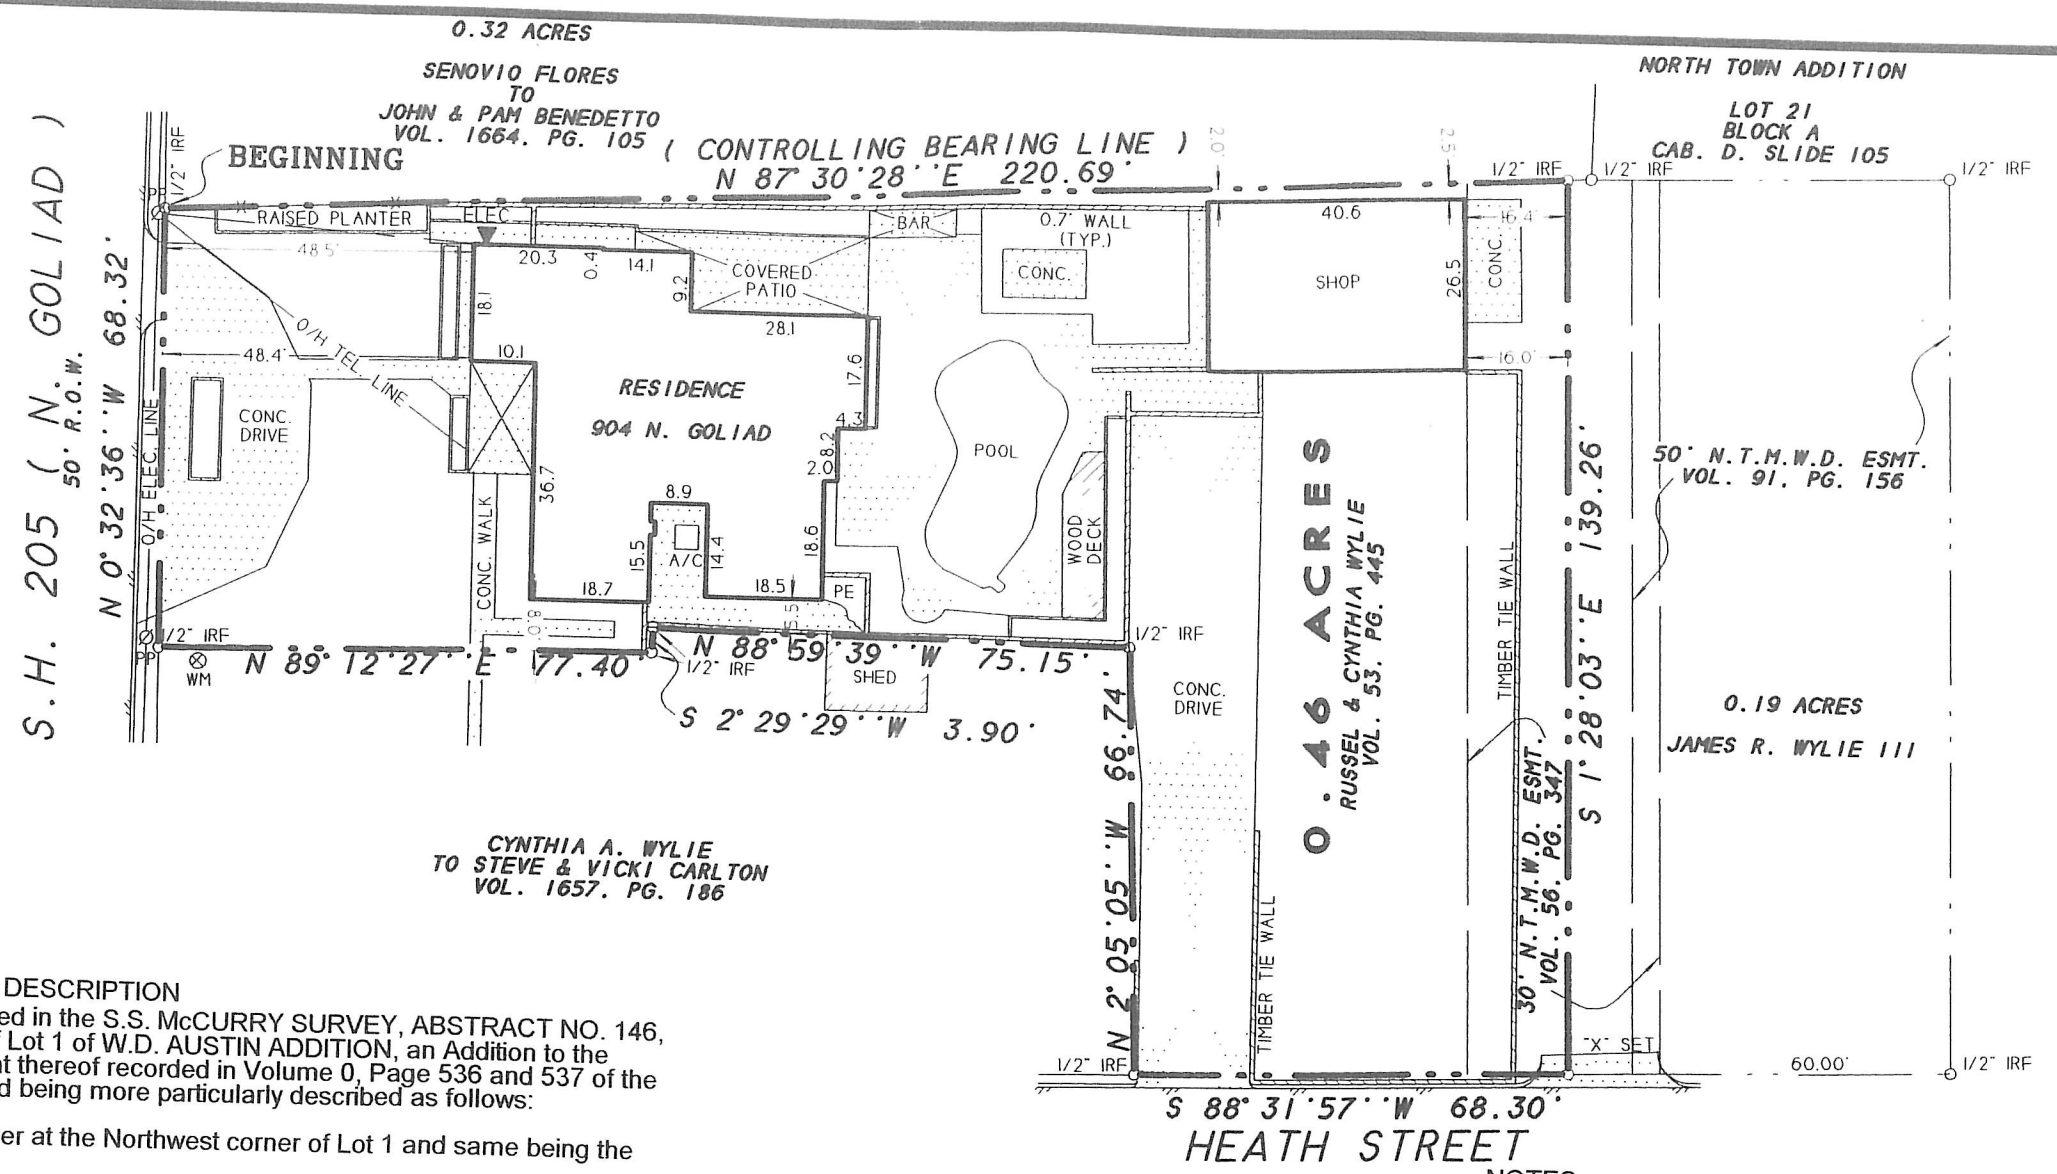 0.32 ACRES
SENOVIO FLORES
TO
JOHN & PAM BENEDETTO
VOL. 1664. PG. 105
( CONTROLLING BEARING LINE )
N 87° 30'28''E 220.69'
NORTH TOWN ADDITION
LOT 21
BLOCK A
CAB. D. SLIDE 105
1/2" IRF
1/2" IRF
1/2" IRF
1/2" IRF
BEGINNING
PP
S.H. 205 ( N. GOLIAD )
50' R.O.W.
N 0° 32'36''W 68.32'
O/H ELEC. LINE
RAISED PLANTER
ELEC
48.5'
20.3
0.4
14.1
9.2
COVERED
PATIO
28.1
BAR
0.7' WALL
(TYP.)
CONC.
2.0'
2.5'
40.6
SHOP
26.5
16.4'
CONC.
16.0'
18.1
O/H TEL. LINE
48.4'
10.1
CONC.
DRIVE
RESIDENCE
904 N. GOLIAD
17.6
4.3
8.2
2.0
POOL
WOOD
DECK
36.7
8.9
A/C
15.5
14.4
18.6
18.7
18.5
5.5
PE
8.0
CONC. WALK
1/2" IRF
PP
WM
N 89° 12'27''E 77.40'
1/2" IRF
N 88° 59'39''W 75.15'
1/2" IRF
SHED
S 2° 29'29''W 3.90'
CONC.
DRIVE
0.46 ACRES
RUSSEL & CYNTHIA WYLIE
VOL. 53. PG. 445
TIMBER TIE WALL
TIMBER TIE WALL
S 1° 28'03''E 139.26'
50' N.T.M.W.D. ESMT.
VOL. 91. PG. 156
30' N.T.M.W.D. ESMT.
VOL. 56. PG. 347
0.19 ACRES
JAMES R. WYLIE III
N 2° 05'05''W 66.74'
CYNTHIA A. WYLIE
TO STEVE & VICKI CARLTON
VOL. 1657. PG. 186
1/2" IRF
"X" SET
60.00'
1/2" IRF
S 88° 31'57''W 68.30'
HEATH STREET
DESCRIPTION
ed in the S.S. McCURRY SURVEY, ABSTRACT NO. 146,
f Lot 1 of W.D. AUSTIN ADDITION, an Addition to the
at thereof recorded in Volume 0, Page 536 and 537 of the
d being more particularly described as follows:
er at the Northwest corner of Lot 1 and same being the
NOTES